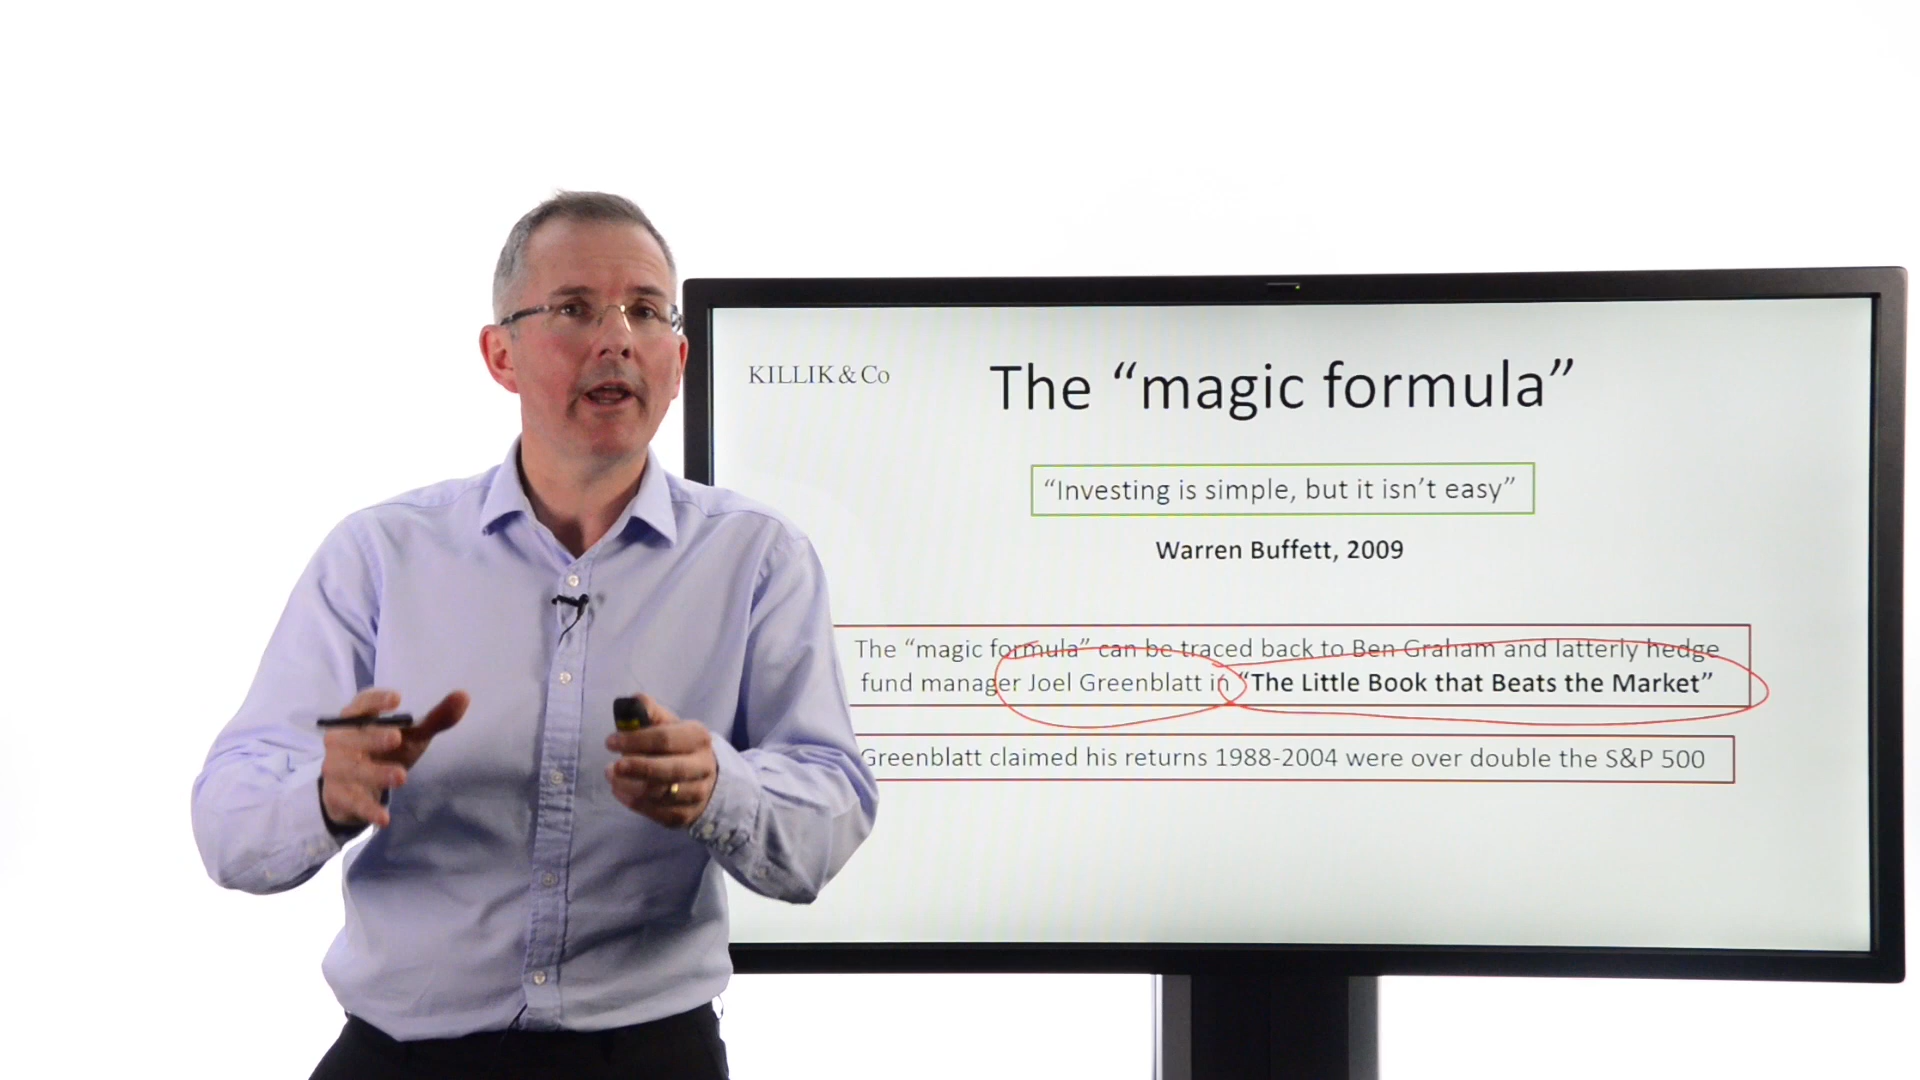 KILLIK & Co
The “magic formula”
“Investing is simple, but it isn’t easy”
Warren Buffett, 2009
The “magic formula” can be traced back to Ben Graham and latterly hedge
fund manager Joel Greenblatt in “The Little Book that Beats the Market”
Greenblatt claimed his returns 1988-2004 were over double the S&P 500